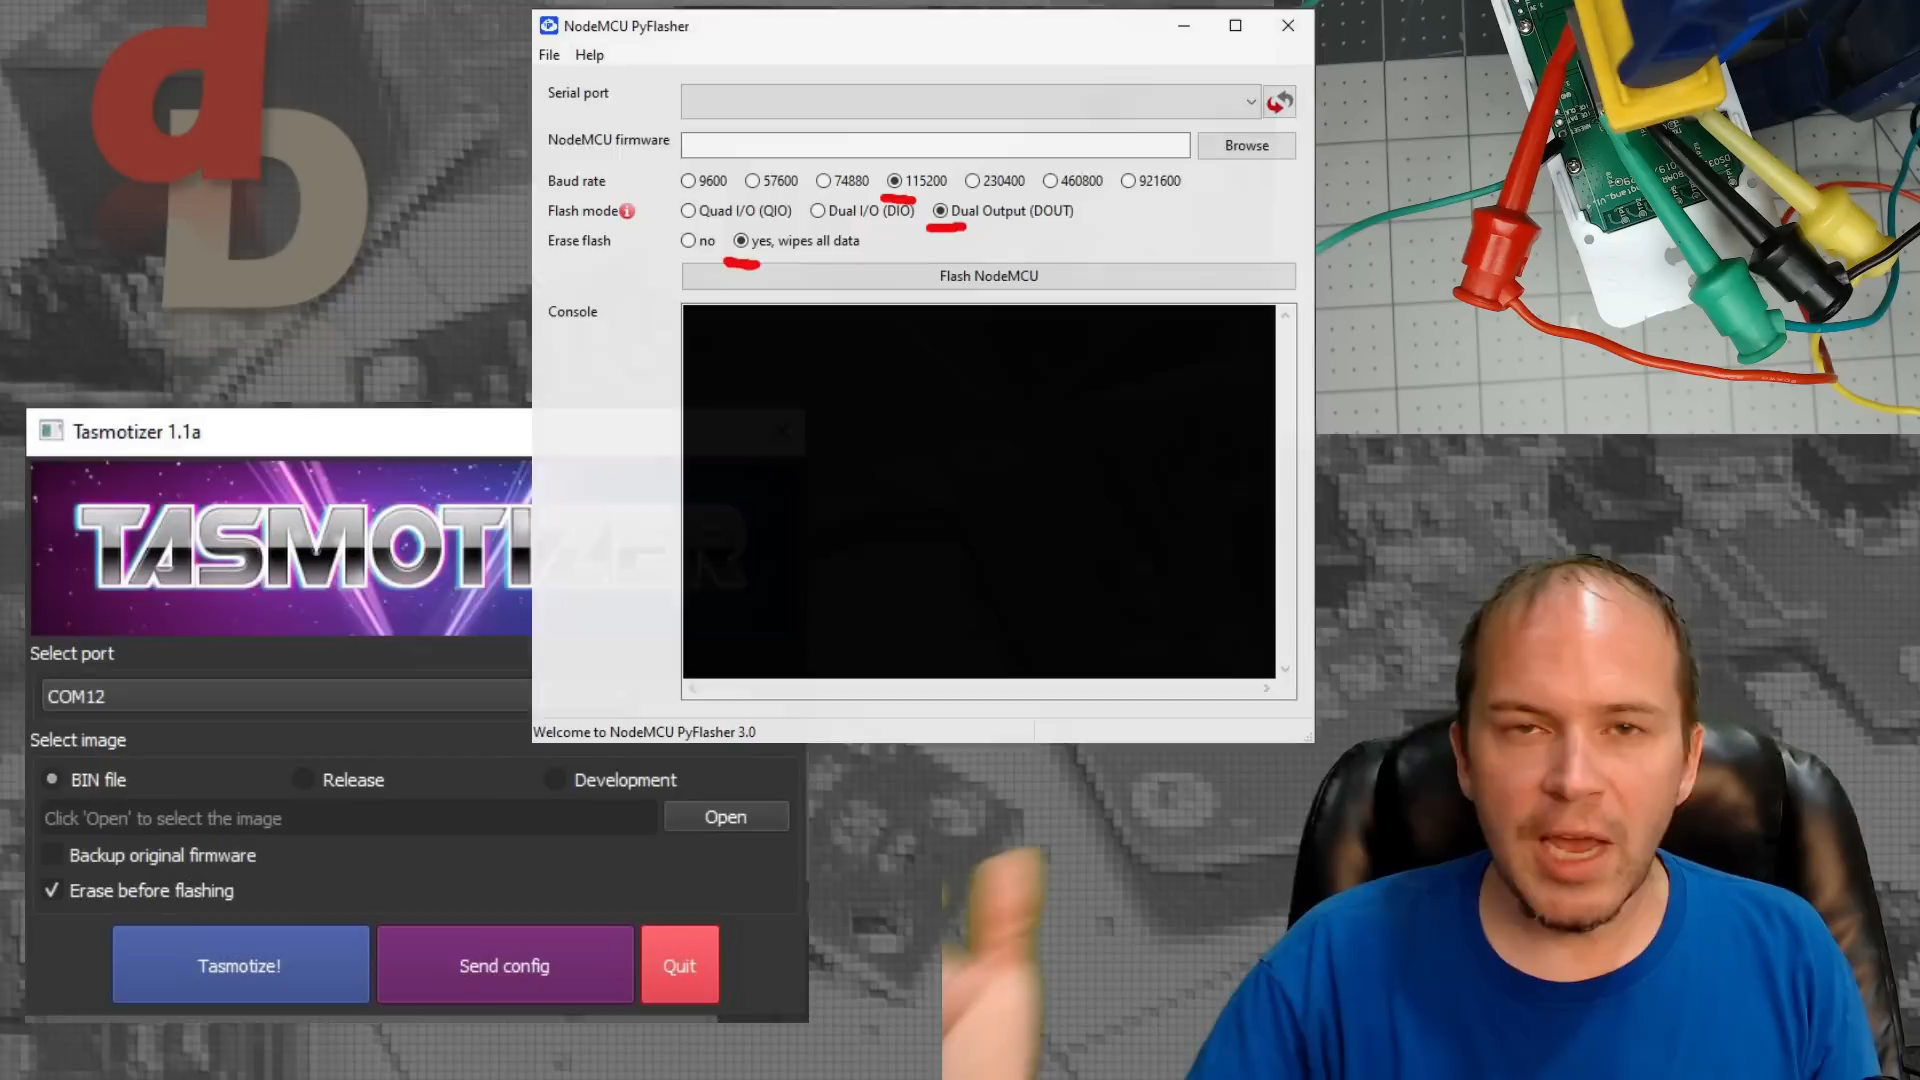 dD
NodeMCU PyFlasher
File Help
Serial port
NodeMCU firmware
Browse
Baud rate 9600 57600 74880 115200 230400 460800 921600
Flash mode Quad I/O (QIO) Dual I/O (DIO) Dual Output (DOUT)
Erase flash no yes, wipes all data
Flash NodeMCU
Console
Welcome to NodeMCU PyFlasher 3.0
Tasmotizer 1.1a
TASMOTIZER
Select port
COM12
Select image
BIN file Release Development
Click 'Open' to select the image
Open
Backup original firmware
Erase before flashing
Tasmotize! Send config Quit